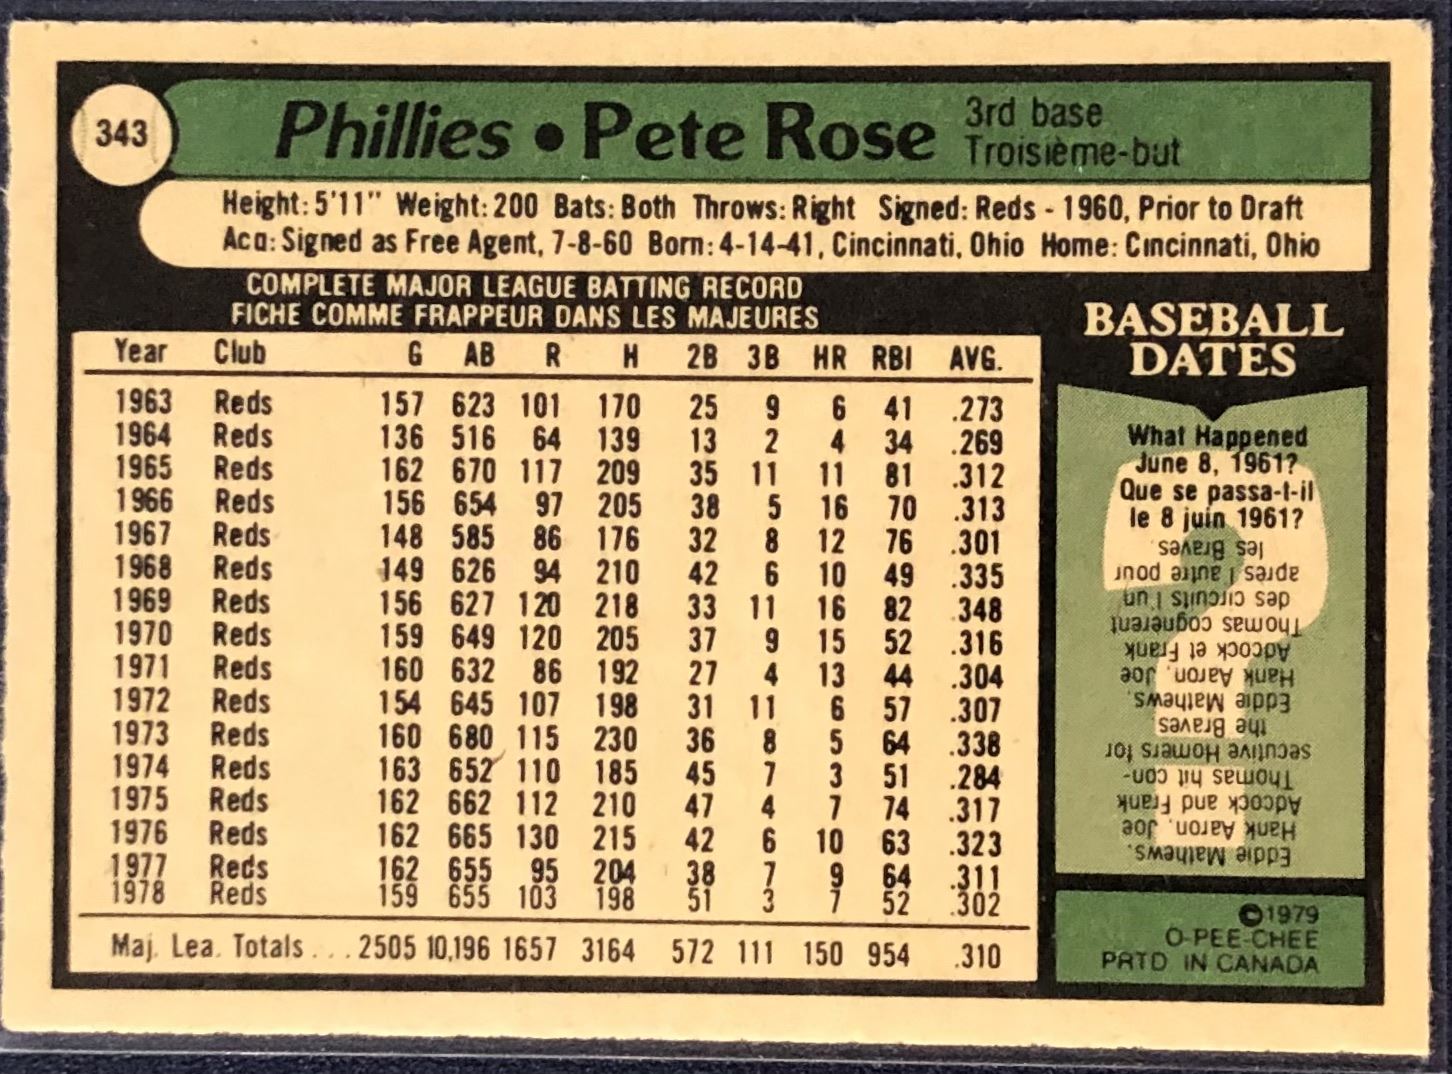 343
Phillies • Pete Rose
3rd base
Troisième-but
Height: 5'11" Weight: 200 Bats: Both Throws: Right Signed: Reds - 1960, Prior to Draft
Acq: Signed as Free Agent, 7-8-60 Born: 4-14-41, Cincinnati, Ohio Home: Cincinnati, Ohio
COMPLETE MAJOR LEAGUE BATTING RECORD
FICHE COMME FRAPPEUR DANS LES MAJEURES
Year Club G AB R H 2B 3B HR RBI AVG.
1963 Reds 157 623 101 170 25 9 6 41 .273
1964 Reds 136 516 64 139 13 2 4 34 .269
1965 Reds 162 670 117 209 35 11 11 81 .312
1966 Reds 156 654 97 205 38 5 16 70 .313
1967 Reds 148 585 86 176 32 8 12 76 .301
1968 Reds 149 626 94 210 42 6 10 49 .335
1969 Reds 156 627 120 218 33 11 16 82 .348
1970 Reds 159 649 120 205 37 9 15 52 .316
1971 Reds 160 632 86 192 27 4 13 44 .304
1972 Reds 154 645 107 198 31 11 6 57 .307
1973 Reds 160 680 115 230 36 8 5 64 .338
1974 Reds 163 652 110 185 45 7 3 51 .284
1975 Reds 162 662 112 210 47 4 7 74 .317
1976 Reds 162 665 130 215 42 6 10 63 .323
1977 Reds 162 655 95 204 38 7 9 64 .311
1978 Reds 159 655 103 198 51 3 7 52 .302
Maj. Lea. Totals ... 2505 10,196 1657 3164 572 111 150 954 .310
BASEBALL
DATES
What Happened
June 8, 1961?
Que se passa-t-il
le 8 juin 1961?
Eddie Mathews,
Hank Aaron, Joe
Adcock and Frank
Thomas hit con-
secutive Homers for
the Braves
Eddie Mathews,
Hank Aaron, Joe
Adcock et Frank
Thomas cognèrent
des circuits l'un
après l'autre pour
les Braves
©1979
O-PEE-CHEE
PRTD IN CANADA